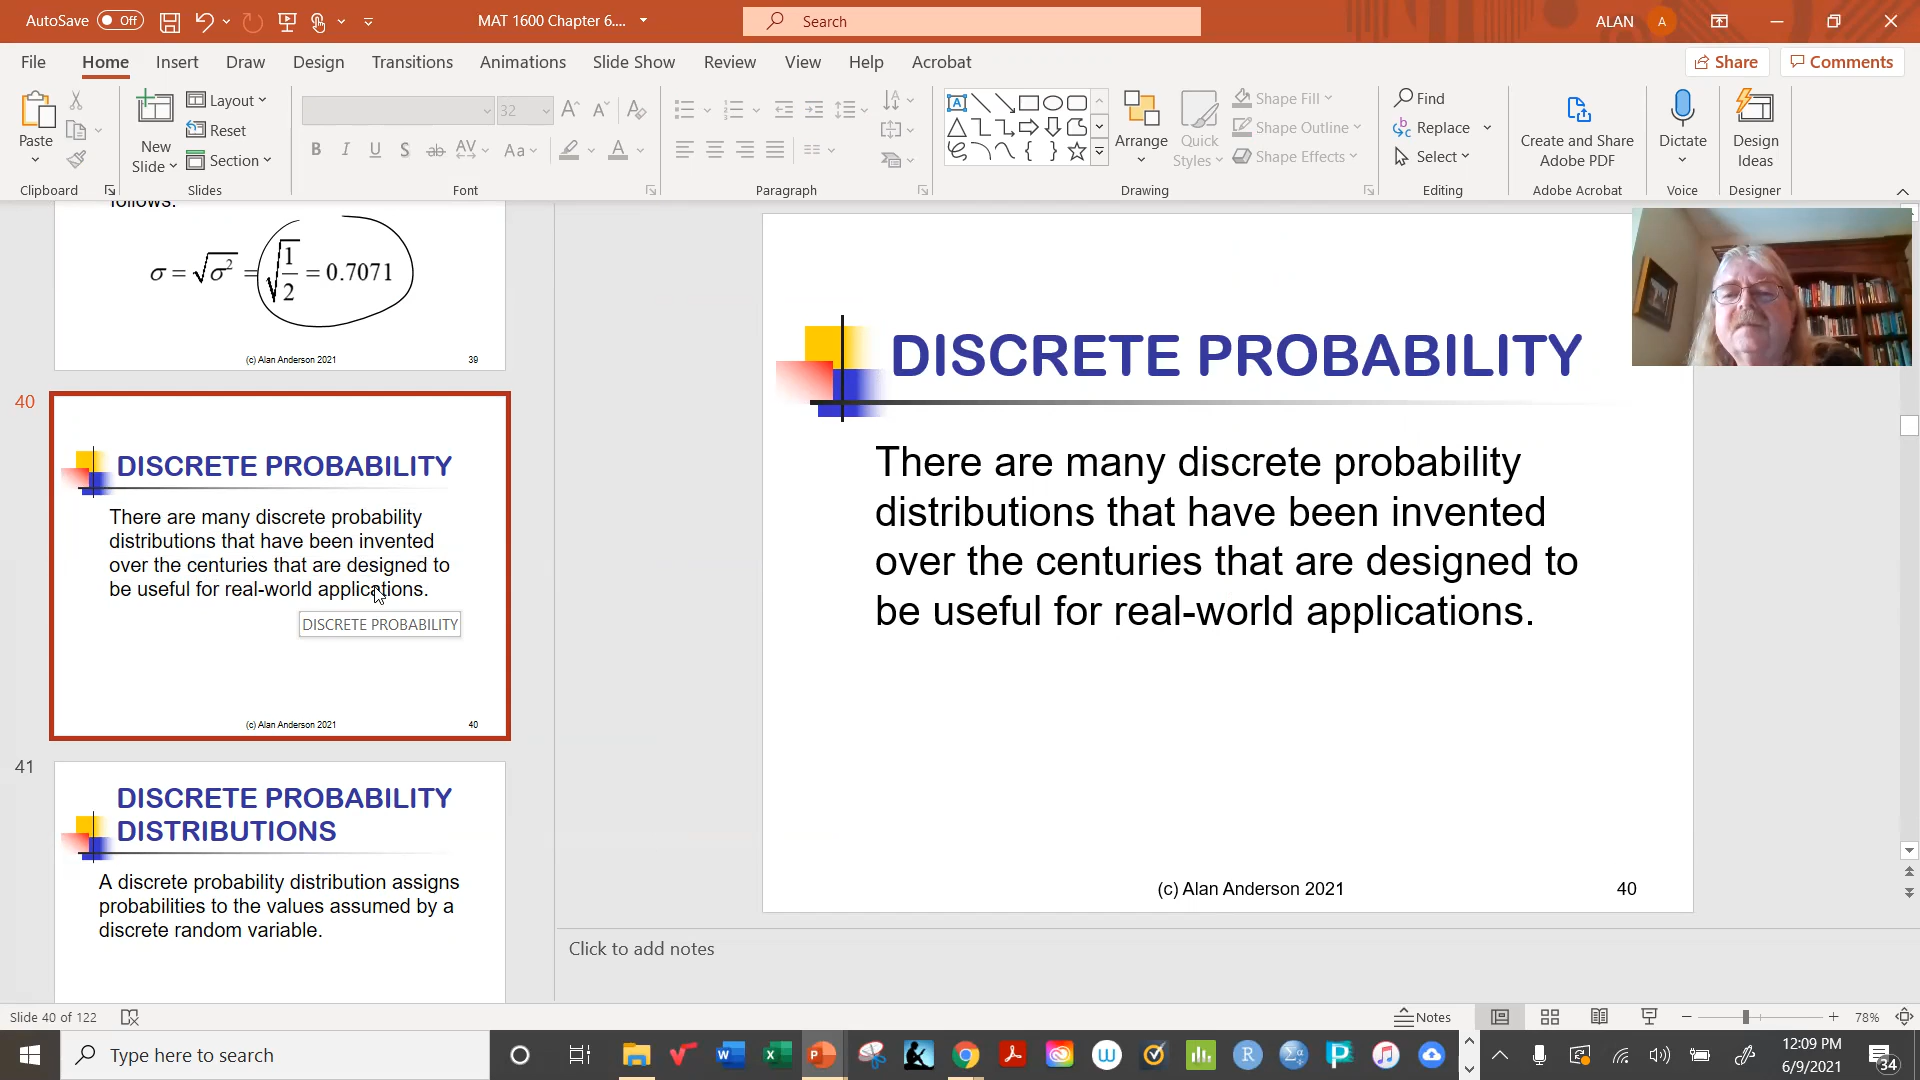 AutoSave Off
MAT 1600 Chapter 6....
Search
ALAN A
File Home Insert Draw Design Transitions Animations Slide Show Review View Help Acrobat
Share Comments
Paste
New Slide
Layout
Reset
Section
32
B I U S ab AV Aa A
Arrange
Quick Styles
Shape Fill
Shape Outline
Shape Effects
Find
Replace
Select
Create and Share Adobe PDF
Dictate
Design Ideas
Clipboard Slides Font Paragraph Drawing Editing Adobe Acrobat Voice Designer
follows:
σ = √σ² = √1/2 = 0.7071
(c) Alan Anderson 2021 39
40
DISCRETE PROBABILITY
There are many discrete probability
distributions that have been invented
over the centuries that are designed to
be useful for real-world applications.
DISCRETE PROBABILITY
(c) Alan Anderson 2021 40
41
DISCRETE PROBABILITY
DISTRIBUTIONS
A discrete probability distribution assigns
probabilities to the values assumed by a
discrete random variable.
DISCRETE PROBABILITY
There are many discrete probability
distributions that have been invented
over the centuries that are designed to
be useful for real-world applications.
(c) Alan Anderson 2021 40
Click to add notes
Slide 40 of 122
Notes
78%
Type here to search
12:09 PM
6/9/2021
34